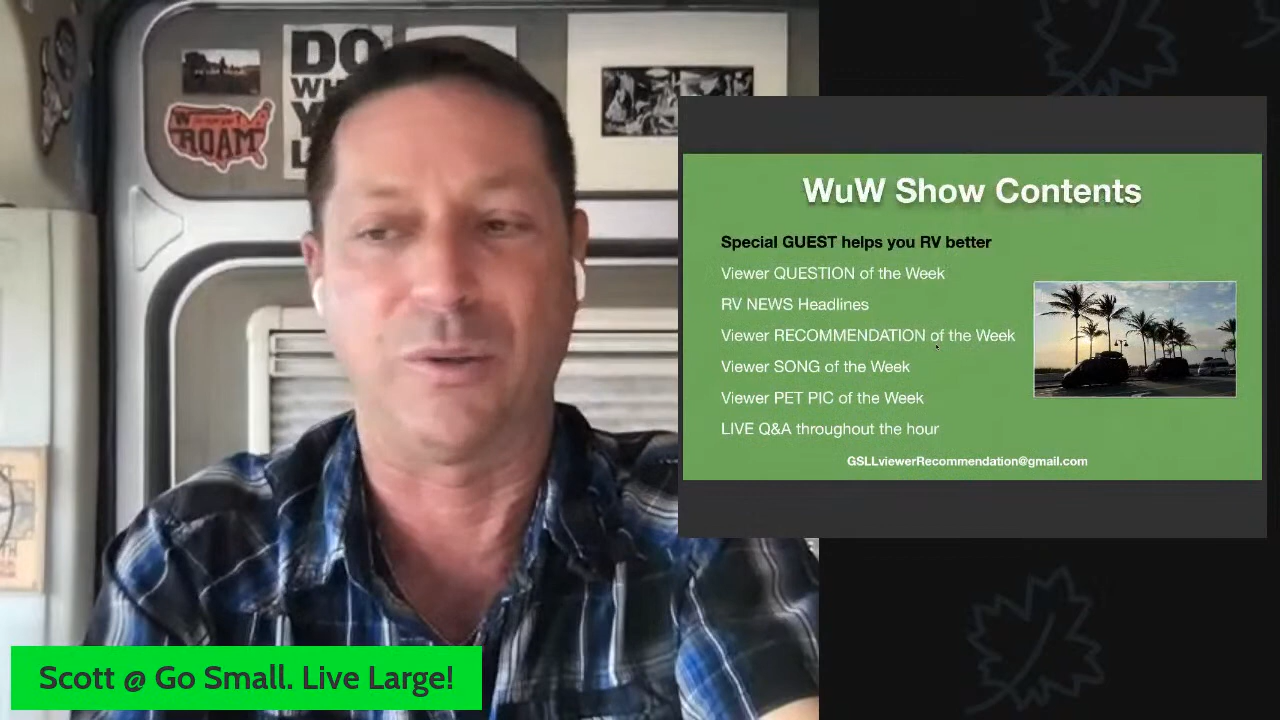 DO
WH
Y
L
W
ROAM
WuW Show Contents
Special GUEST helps you RV better
Viewer QUESTION of the Week
RV NEWS Headlines
Viewer RECOMMENDATION of the Week
Viewer SONG of the Week
Viewer PET PIC of the Week
LIVE Q&A throughout the hour
GSLLviewerRecommendation@gmail.com
Scott @ Go Small. Live Large!